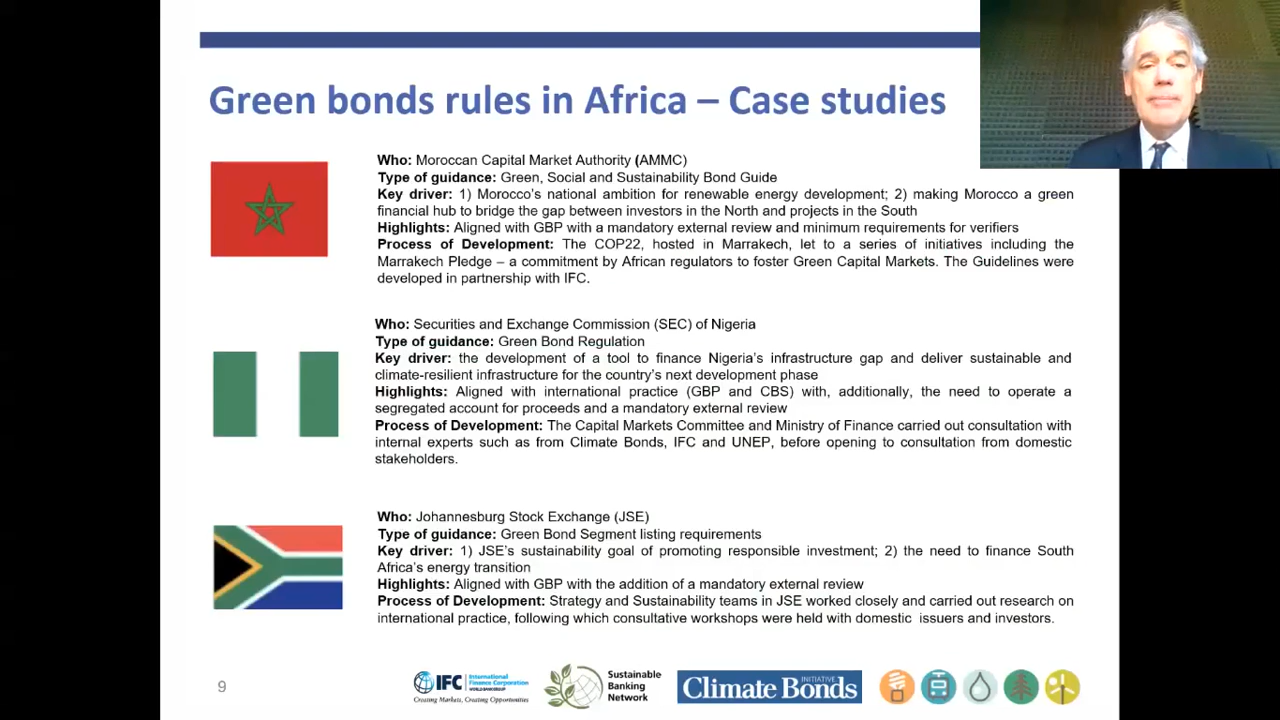 Green bonds rules in Africa – Case studies
Who: Moroccan Capital Market Authority (AMMC)
Type of guidance: Green, Social and Sustainability Bond Guide
Key driver: 1) Morocco's national ambition for renewable energy development; 2) making Morocco a green
financial hub to bridge the gap between investors in the North and projects in the South
Highlights: Aligned with GBP with a mandatory external review and minimum requirements for verifiers
Process of Development: The COP22, hosted in Marrakech, let to a series of initiatives including the
Marrakech Pledge – a commitment by African regulators to foster Green Capital Markets. The Guidelines were
developed in partnership with IFC.
Who: Securities and Exchange Commission (SEC) of Nigeria
Type of guidance: Green Bond Regulation
Key driver: the development of a tool to finance Nigeria's infrastructure gap and deliver sustainable and
climate-resilient infrastructure for the country's next development phase
Highlights: Aligned with international practice (GBP and CBS) with, additionally, the need to operate a
segregated account for proceeds and a mandatory external review
Process of Development: The Capital Markets Committee and Ministry of Finance carried out consultation with
internal experts such as from Climate Bonds, IFC and UNEP, before opening to consultation from domestic
stakeholders.
Who: Johannesburg Stock Exchange (JSE)
Type of guidance: Green Bond Segment listing requirements
Key driver: 1) JSE's sustainability goal of promoting responsible investment; 2) the need to finance South
Africa's energy transition
Highlights: Aligned with GBP with the addition of a mandatory external review
Process of Development: Strategy and Sustainability teams in JSE worked closely and carried out research on
international practice, following which consultative workshops were held with domestic issuers and investors.
9
IFC
International
Finance Corporation
WORLD BANK GROUP
Creating Markets, Creating Opportunities
Sustainable
Banking
Network
Climate Bonds
INITIATIVE